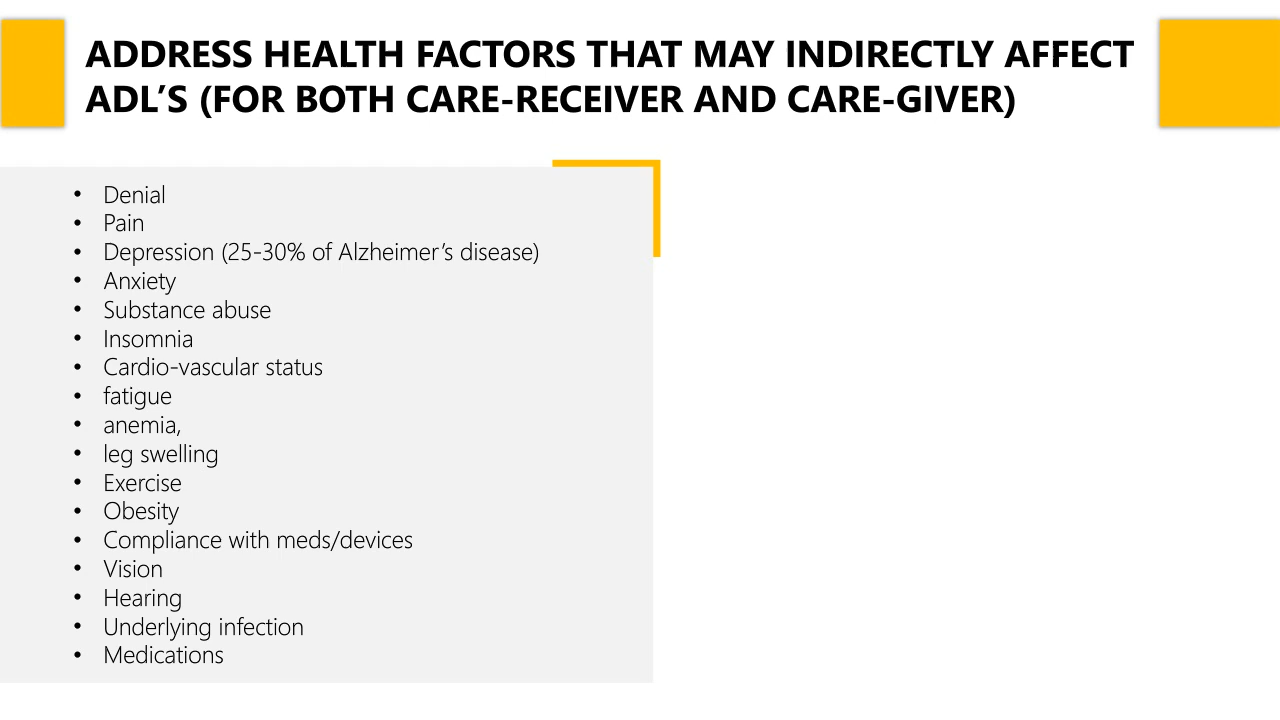 ADDRESS HEALTH FACTORS THAT MAY INDIRECTLY AFFECT
ADL’S (FOR BOTH CARE-RECEIVER AND CARE-GIVER)
• Denial
• Pain
• Depression (25-30% of Alzheimer’s disease)
• Anxiety
• Substance abuse
• Insomnia
• Cardio-vascular status
• fatigue
• anemia,
• leg swelling
• Exercise
• Obesity
• Compliance with meds/devices
• Vision
• Hearing
• Underlying infection
• Medications